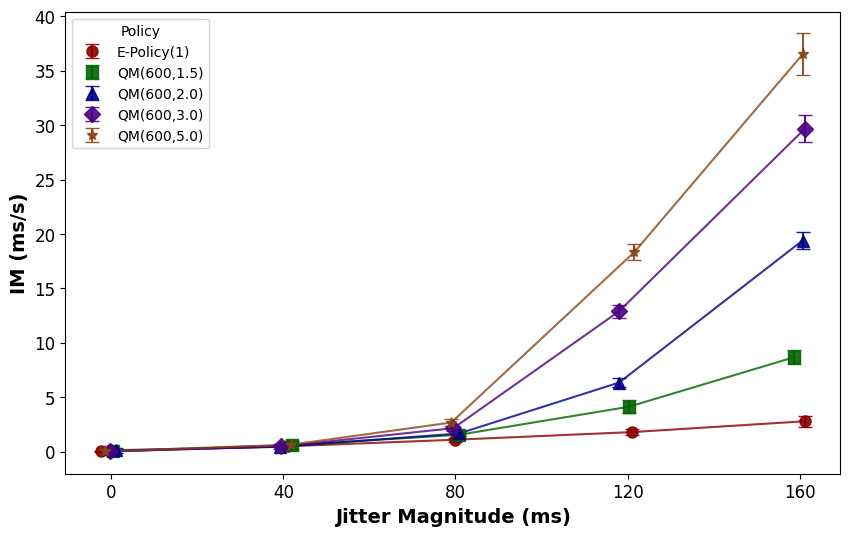 Policy
E-Policy(1)
QM(600,1.5)
QM(600,2.0)
QM(600,3.0)
QM(600,5.0)
40
35
30
25
20
15
10
5
0
IM (ms/s)
0 40 80 120 160
Jitter Magnitude (ms)